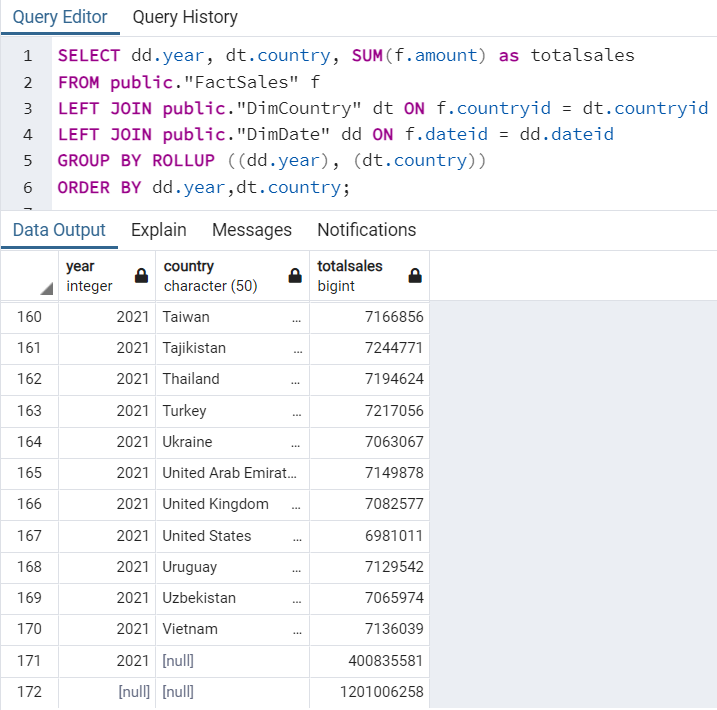 Query Editor Query History
1 SELECT dd.year, dt.country, SUM(f.amount) as totalsales
2 FROM public."FactSales" f
3 LEFT JOIN public."DimCountry" dt ON f.countryid = dt.countryid
4 LEFT JOIN public."DimDate" dd ON f.dateid = dd.dateid
5 GROUP BY ROLLUP ((dd.year), (dt.country))
6 ORDER BY dd.year,dt.country;
Data Output Explain Messages Notifications
year country totalsales
integer character (50) bigint
160 2021 Taiwan ... 7166856
161 2021 Tajikistan ... 7244771
162 2021 Thailand ... 7194624
163 2021 Turkey ... 7217056
164 2021 Ukraine ... 7063067
165 2021 United Arab Emirat... 7149878
166 2021 United Kingdom ... 7082577
167 2021 United States ... 6981011
168 2021 Uruguay ... 7129542
169 2021 Uzbekistan ... 7065974
170 2021 Vietnam ... 7136039
171 2021 [null] 400835581
172 [null] [null] 1201006258